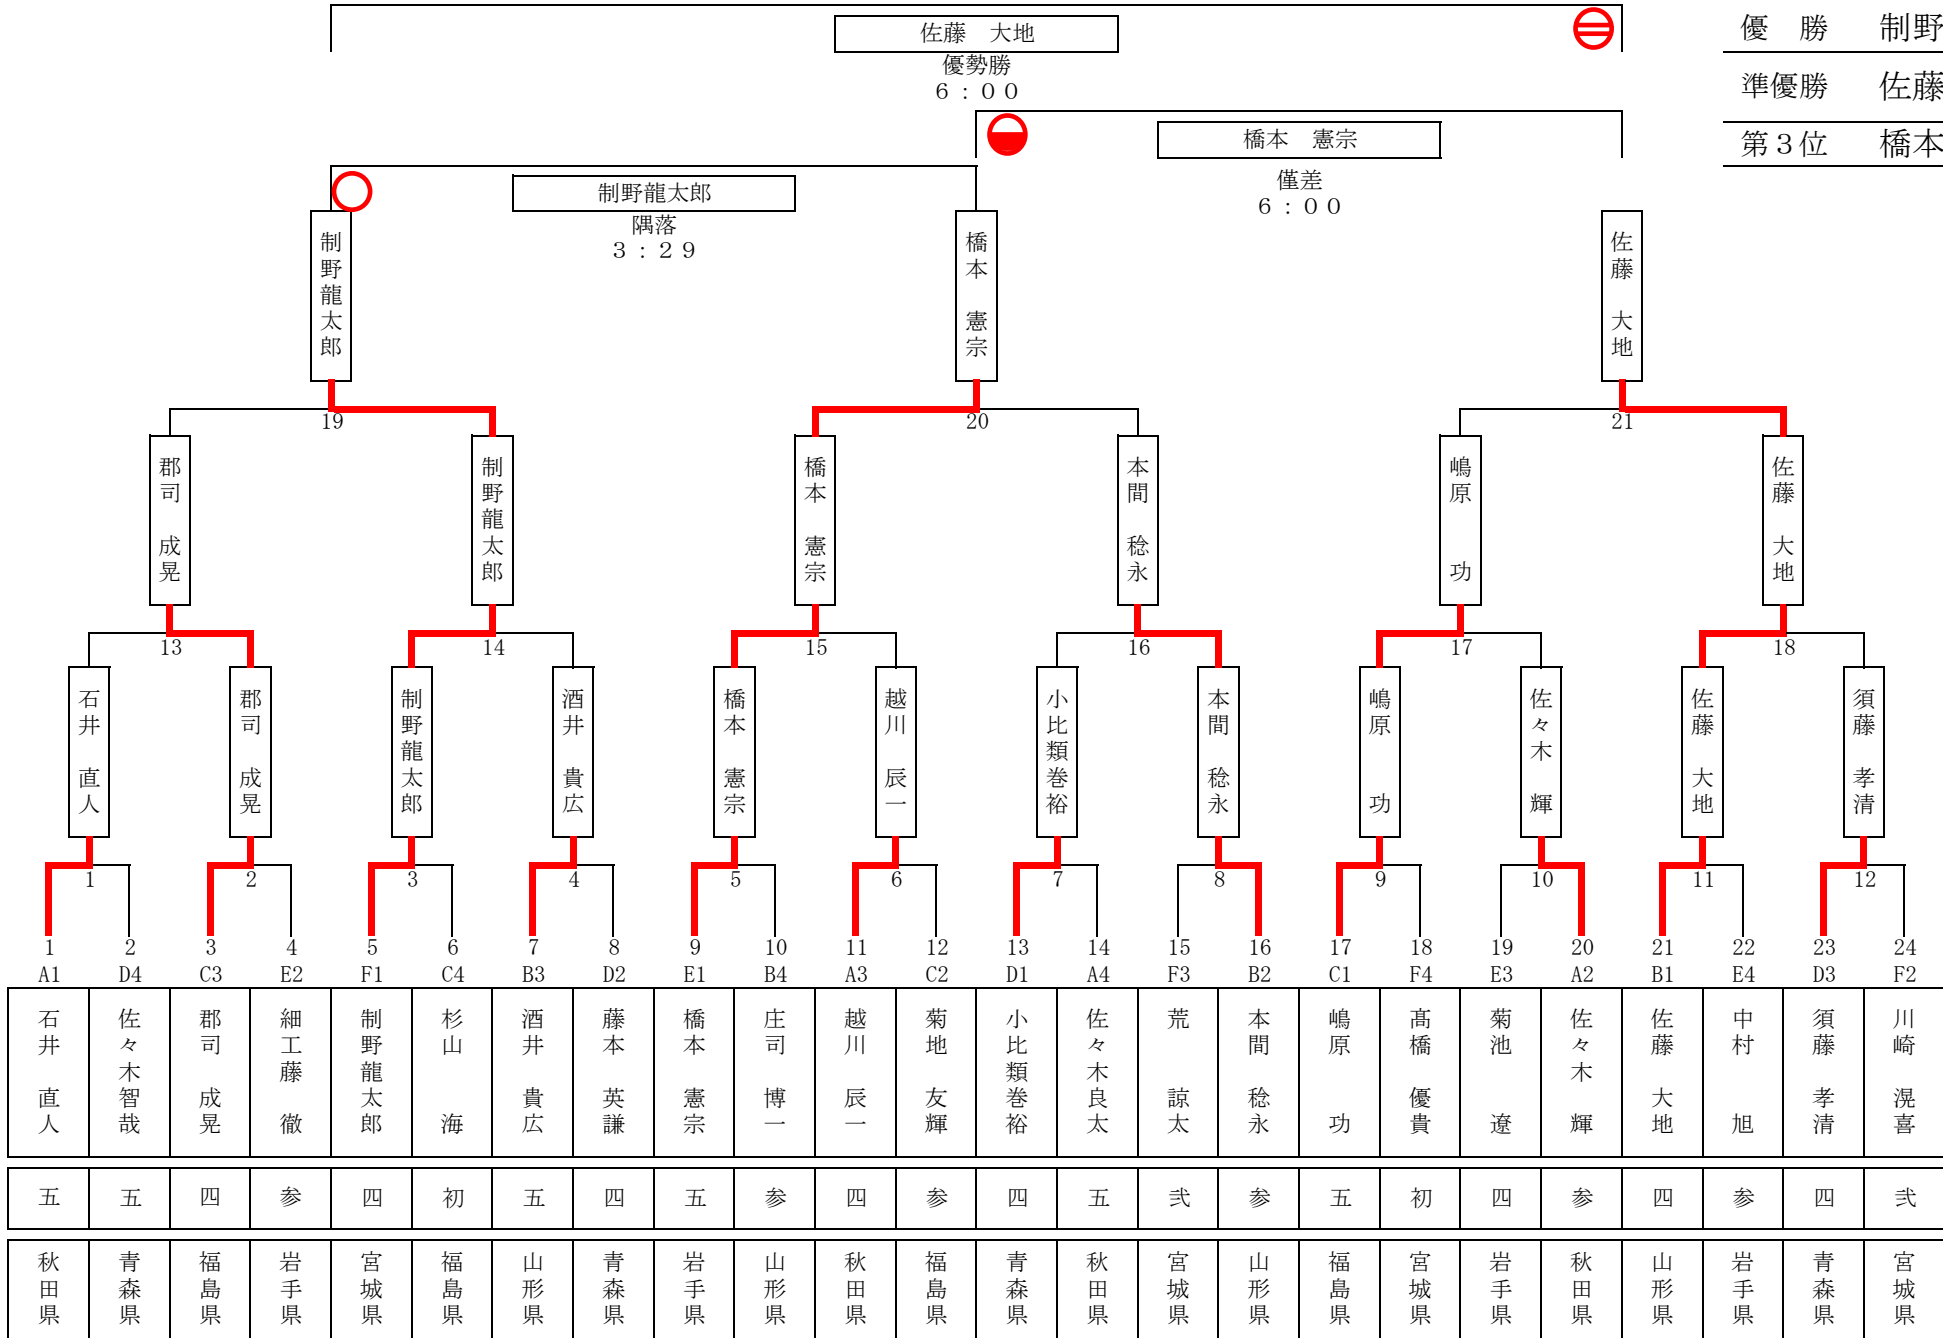 佐藤　大地
優勢勝
６：００
優　勝　制野
準優勝　佐藤
第３位　橋本
橋本　憲宗
僅差
６：００
制野龍太郎
隅落
３：２９
制野龍太郎
橋本　憲宗
佐藤　大地
19 20 21
郡司　成晃
制野龍太郎
橋本　憲宗
本間　稔永
嶋原　功
佐藤　大地
13 14 15 16 17 18
石井　直人
郡司　成晃
制野龍太郎
酒井　貴広
橋本　憲宗
越川　辰一
小比類巻裕
本間　稔永
嶋原　功
佐々木　輝
佐藤　大地
須藤　孝清
1 2 3 4 5 6 7 8 9 10 11 12
1 2 3 4 5 6 7 8 9 10 11 12 13 14 15 16 17 18 19 20 21 22 23 24
A1 D4 C3 E2 F1 C4 B3 D2 E1 B4 A3 C2 D1 A4 F3 B2 C1 F4 E3 A2 B1 E4 D3 F2
石井　直人
佐々木智哉
郡司　成晃
細工藤　徹
制野龍太郎
杉山　海
酒井　貴広
藤本　英謙
橋本　憲宗
庄司　博一
越川　辰一
菊地　友輝
小比類巻裕
佐々木良太
荒　諒太
本間　稔永
嶋原　功
髙橋　優貴
菊池　遼
佐々木　輝
佐藤　大地
中村　旭
須藤　孝清
川崎　滉喜
五 五 四 参 四 初 五 四 五 参 四 参 四 五 弐 参 五 初 四 参 四 参 四 弐
秋田県 青森県 福島県 岩手県 宮城県 福島県 山形県 青森県 岩手県 山形県 秋田県 福島県 青森県 秋田県 宮城県 山形県 福島県 宮城県 岩手県 秋田県 山形県 岩手県 青森県 宮城県